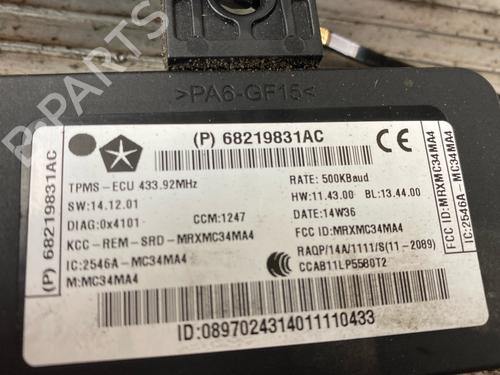 >PA6-GF15<
(P) 68219831AC
TPMS-ECU 433.92MHz
RATE: 500KBaud
SW:14.12.01
HW:11.43.00 BL:13.44.00
DIAG:0x4101
CCM:1247
DATE:14W36
KCC-REM-SRD-MRXMC34MA4
FCC ID:MRXMC34MA4
IC:2546A-MC34MA4
RAQP/14A/1111/S(11-2089)
M:MC34MA4
CCAB11LP5580T2
ID:0897024314011110433
(P) 68219831AC
FCC ID:MRXMC34MA4
IC:2546A-MC34MA4
CE
B-PARTS